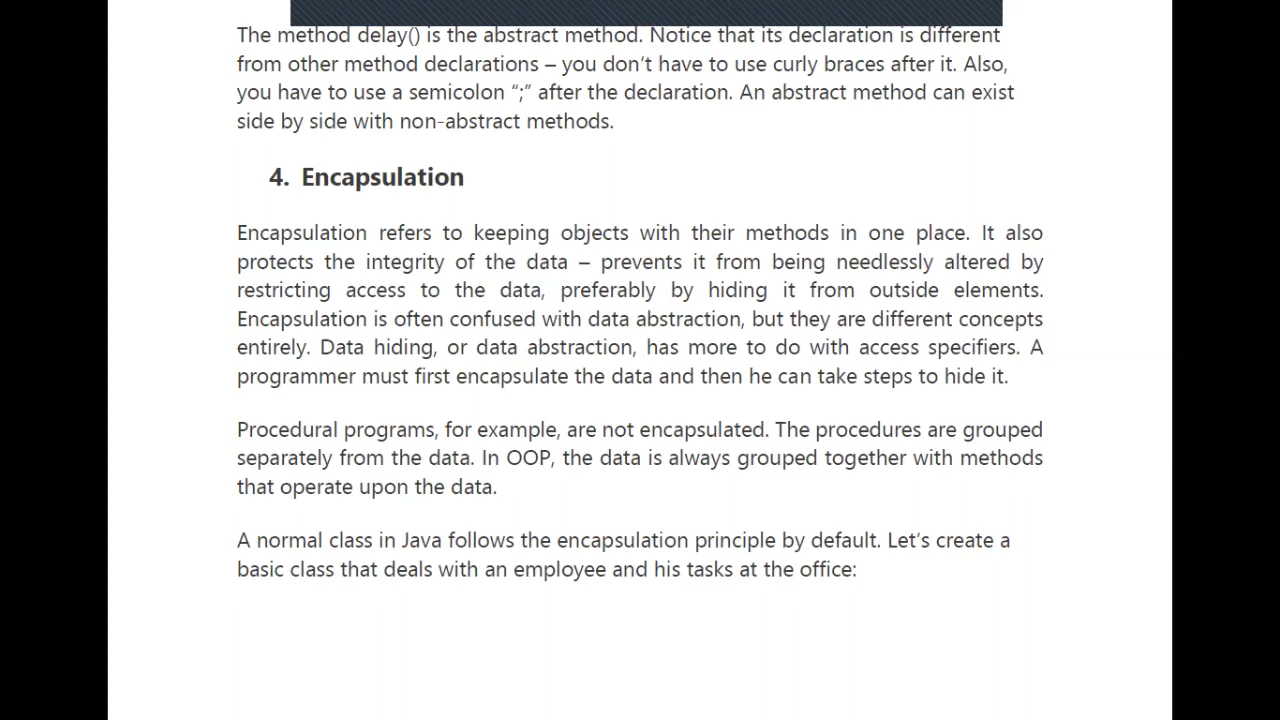 The method delay() is the abstract method. Notice that its declaration is different
from other method declarations – you don't have to use curly braces after it. Also,
you have to use a semicolon “;” after the declaration. An abstract method can exist
side by side with non-abstract methods.
4. Encapsulation
Encapsulation refers to keeping objects with their methods in one place. It also
protects the integrity of the data – prevents it from being needlessly altered by
restricting access to the data, preferably by hiding it from outside elements.
Encapsulation is often confused with data abstraction, but they are different concepts
entirely. Data hiding, or data abstraction, has more to do with access specifiers. A
programmer must first encapsulate the data and then he can take steps to hide it.
Procedural programs, for example, are not encapsulated. The procedures are grouped
separately from the data. In OOP, the data is always grouped together with methods
that operate upon the data.
A normal class in Java follows the encapsulation principle by default. Let's create a
basic class that deals with an employee and his tasks at the office: